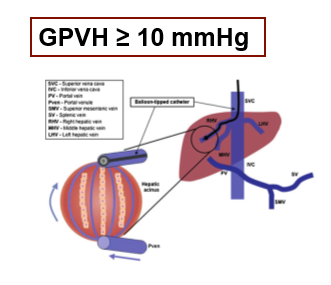 GPVH ≥ 10 mmHg
SVC - Superior vena cava
IVC - Inferior vena cava
PV - Portal vein
Pven - Portal venule
SMV - Superior mesenteric vein
SV - Splenic vein
RHV - Right hepatic vein
MHV - Middle hepatic vein
LHV - Left hepatic vein
Balloon-tipped catheter
SVC
RHV
LHV
MHV
IVC
PV
SV
SMV
Hepatic
sinus
Pven